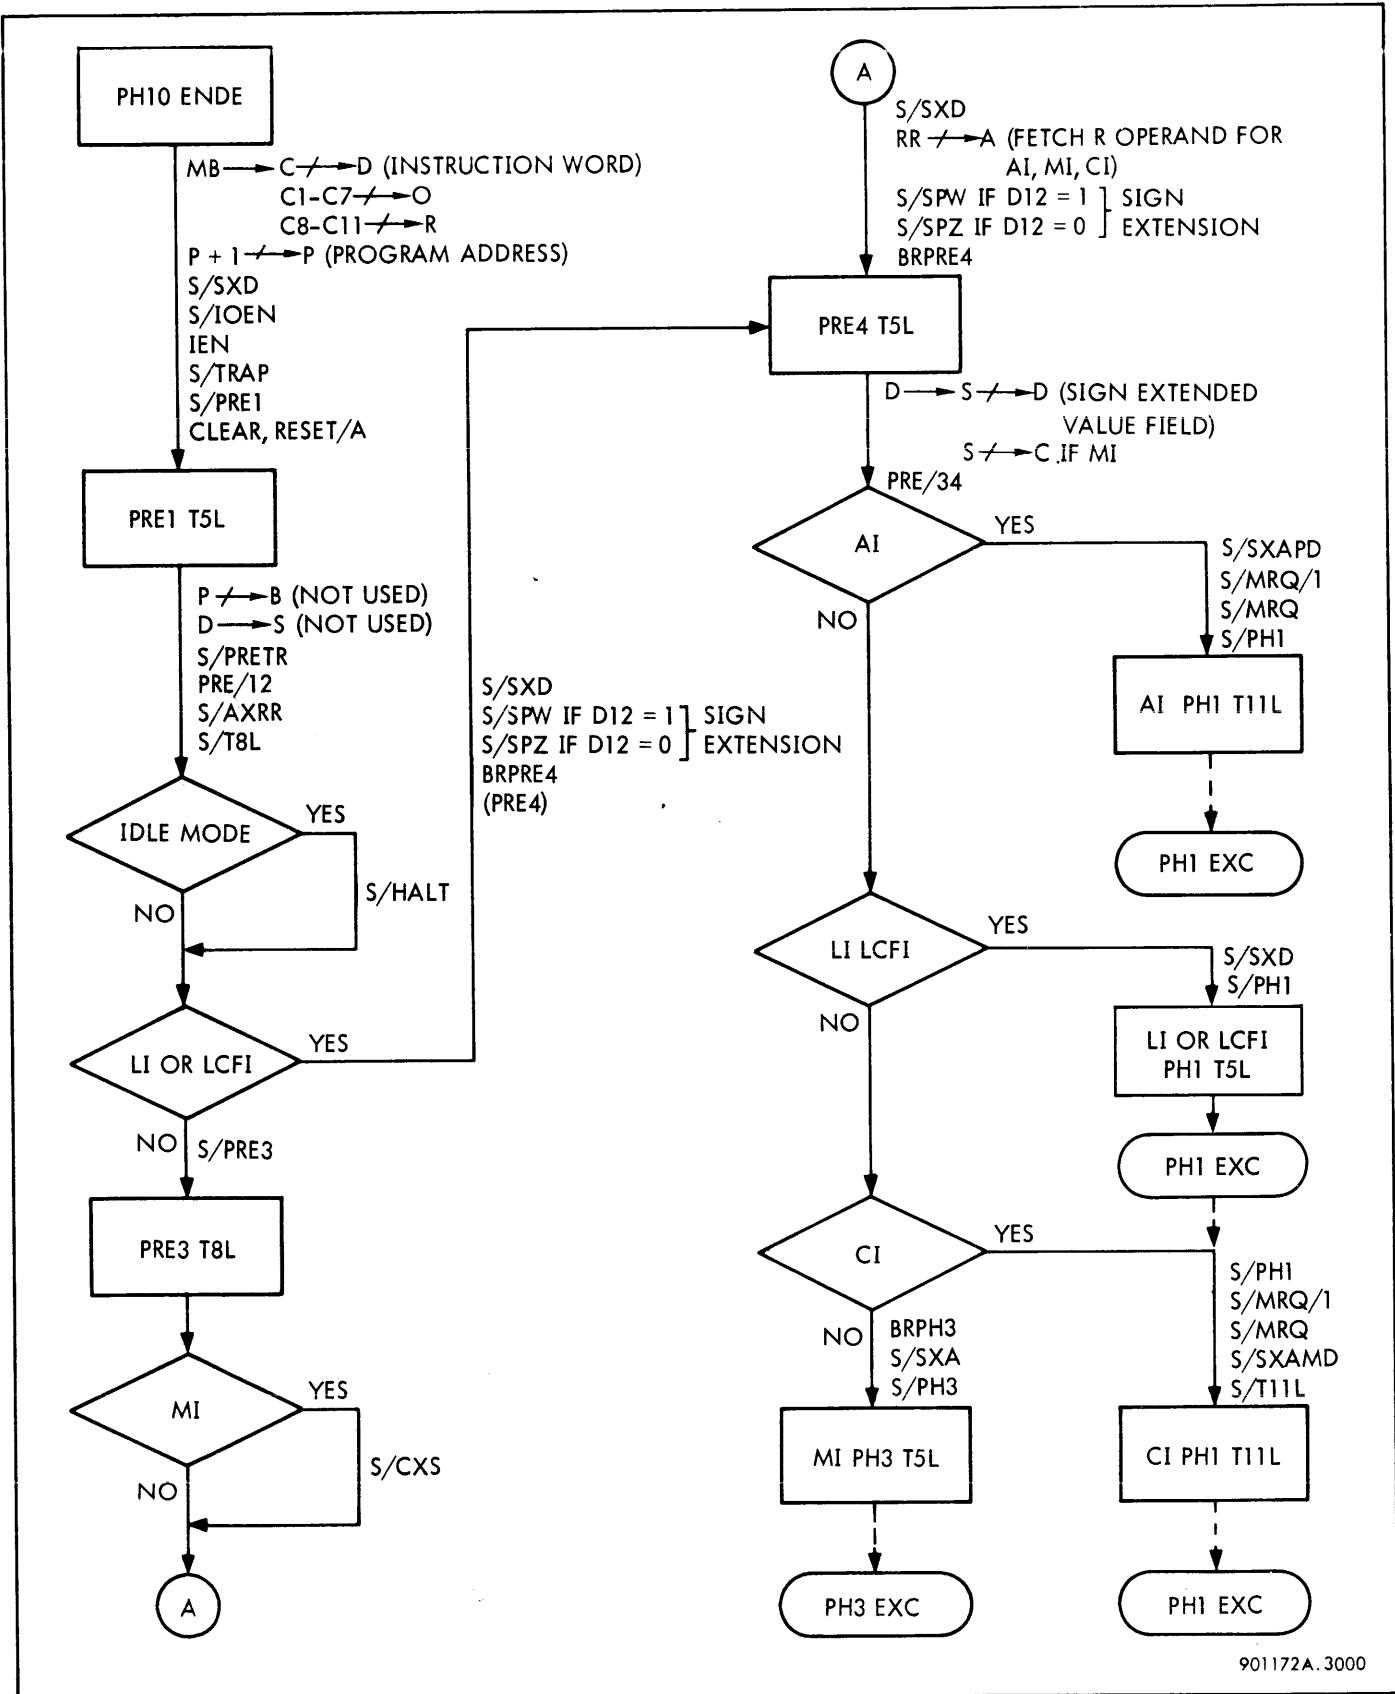 PH10 ENDE
MB → C ↛ D (INSTRUCTION WORD)
C1-C7 ↛ O
C8-C11 ↛ R
P + 1 ↛ P (PROGRAM ADDRESS)
S/SXD
S/IOEN
IEN
S/TRAP
S/PRE1
CLEAR, RESET/A
PRE1 T5L
P ↛ B (NOT USED)
D → S (NOT USED)
S/PRETR
PRE/12
S/AXRR
S/T8L
IDLE MODE
YES
S/HALT
NO
LI OR LCFI
YES
S/SXD
S/SPW IF D12 = 1 ] SIGN
S/SPZ IF D12 = 0 ] EXTENSION
BRPRE4
(PRE4)
NO
S/PRE3
PRE3 T8L
MI
YES
S/CXS
NO
A
A
S/SXD
RR ↛ A (FETCH R OPERAND FOR
AI, MI, CI)
S/SPW IF D12 = 1 ] SIGN
S/SPZ IF D12 = 0 ] EXTENSION
BRPRE4
PRE4 T5L
D → S ↛ D (SIGN EXTENDED
VALUE FIELD)
S ↛ C IF MI
PRE/34
AI
YES
S/SXAPD
S/MRQ/1
S/MRQ
S/PH1
AI PH1 T11L
PH1 EXC
NO
LI LCFI
YES
S/SXD
S/PH1
LI OR LCFI
PH1 T5L
PH1 EXC
NO
CI
YES
S/PH1
S/MRQ/1
S/MRQ
S/SXAMD
S/T11L
CI PH1 T11L
PH1 EXC
NO
BRPH3
S/SXA
S/PH3
MI PH3 T5L
PH3 EXC
901172A.3000